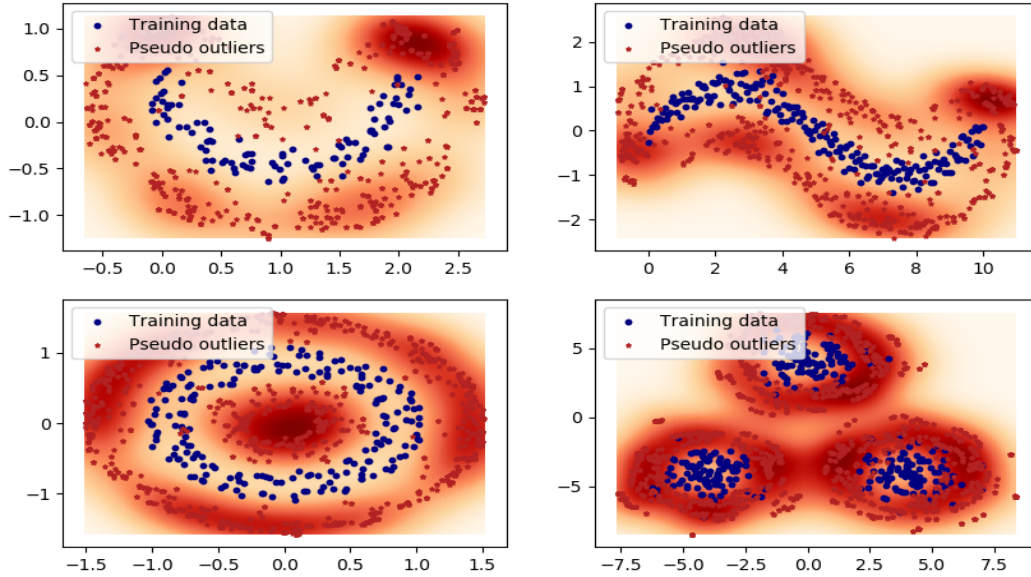 Training data
Pseudo outliers
1.0
0.5
0.0
−0.5
−1.0
−0.5 0.0 0.5 1.0 1.5 2.0 2.5
Training data
Pseudo outliers
2
1
0
−1
−2
0 2 4 6 8 10
Training data
Pseudo outliers
1
0
−1
−1.5 −1.0 −0.5 0.0 0.5 1.0 1.5
Training data
Pseudo outliers
5
0
−5
−7.5 −5.0 −2.5 0.0 2.5 5.0 7.5